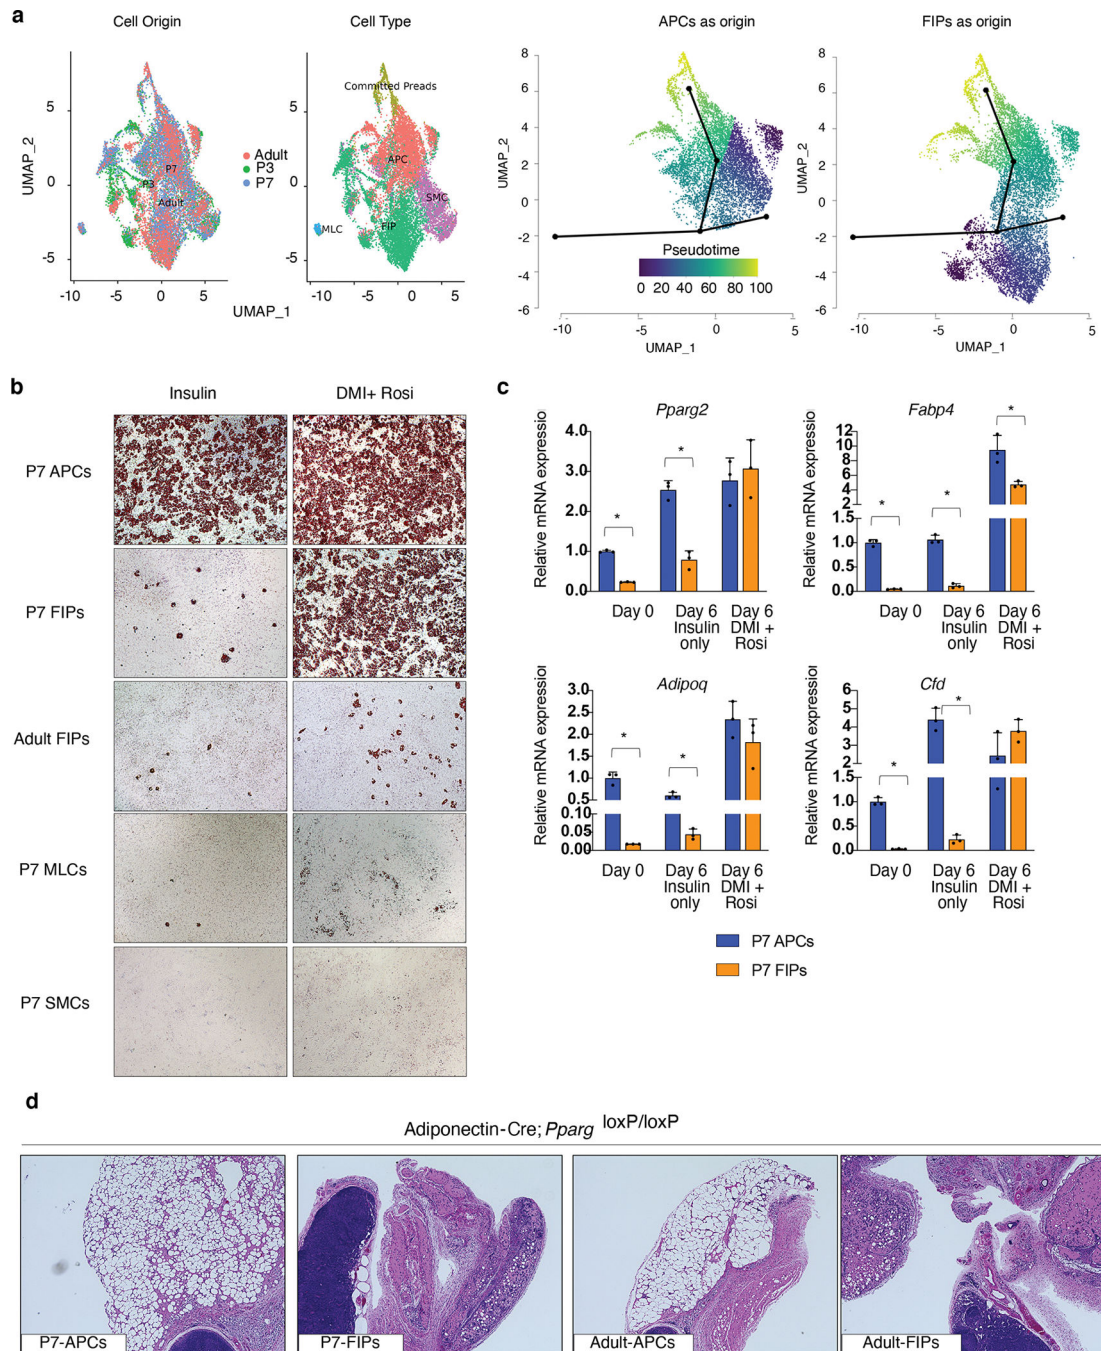 a
Cell Origin
Cell Type
APCs as origin
FIPs as origin
UMAP_2
5
0
-5
-10
-5
0
5
P7
P3
Adult
Adult
P3
P7
5
0
-5
-10
-5
0
5
Committed Preads
APC
SMC
FIP
MLC
UMAP_1
UMAP_2
8
6
4
2
0
-2
-4
-6
-10
-5
0
5
UMAP_1
Pseudotime
0 20 40 60 80 100
UMAP_2
8
6
4
2
0
-2
-4
-6
-10
-5
0
5
UMAP_1
b
Insulin
DMI+ Rosi
P7 APCs
P7 FIPs
Adult FIPs
P7 MLCs
P7 SMCs
c
Pparg2
Relative mRNA expression
4.0
3.0
2.0
1.0
0.0
*
*
Day 0
Day 6 Insulin only
Day 6 DMI + Rosi
Fabp4
Relative mRNA expression
12
10
8
6
4
2
1.5
1.0
0.5
0.0
*
*
*
Day 0
Day 6 Insulin only
Day 6 DMI + Rosi
Adipoq
Relative mRNA expression
3.0
2.5
2.0
1.5
1.0
0.5
0.10
0.05
0.00
*
*
Day 0
Day 6 Insulin only
Day 6 DMI + Rosi
Cfd
Relative mRNA expression
6
5
4
3
2
1.5
1.0
0.5
0.0
*
*
Day 0
Day 6 Insulin only
Day 6 DMI + Rosi
P7 APCs
P7 FIPs
d
Adiponectin-Cre; Pparg loxP/loxP
P7-APCs
P7-FIPs
Adult-APCs
Adult-FIPs